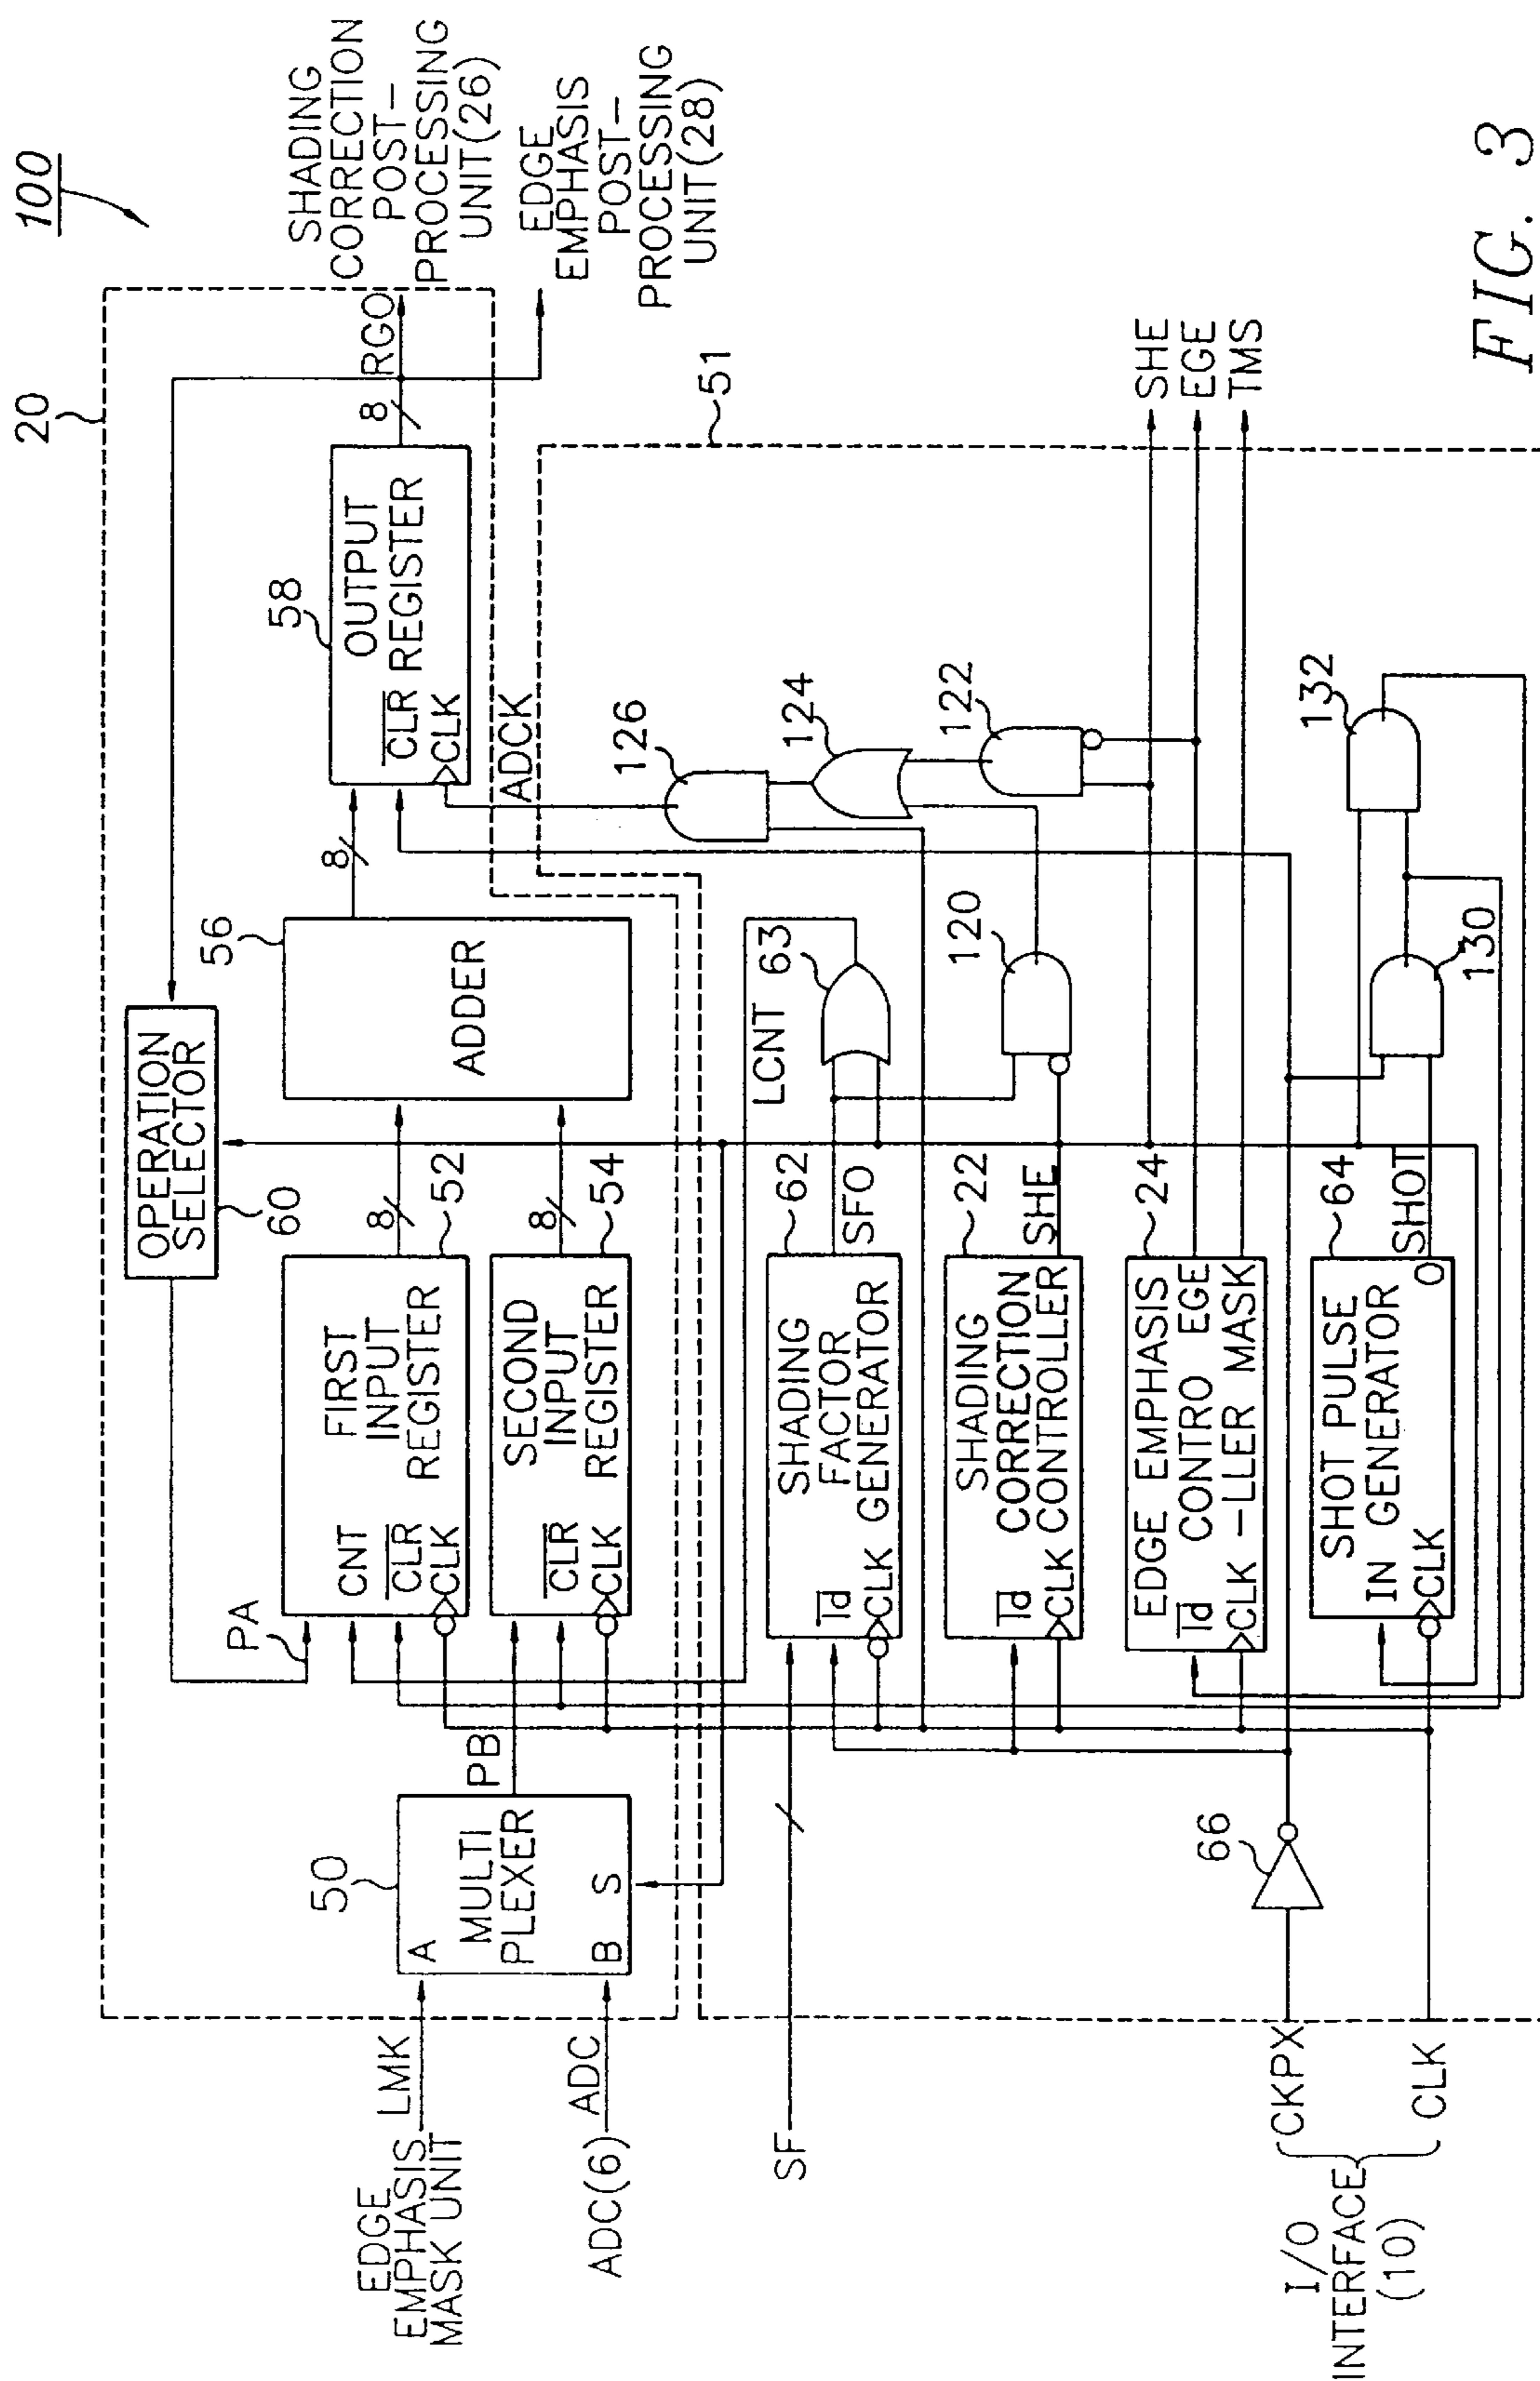 100
20
SHADING
CORRECTION
POST-
PROCESSING
UNIT(26)
EDGE
EMPHASIS
POST-
PROCESSING
UNIT(28)
RGO
8
58
OUTPUT
REGISTER
CLR
CLK
ADCK
8
56
ADDER
OPERATION
SELECTOR
60
PA
FIRST
INPUT
REGISTER
CNT
CLR
CLK
8
52
SECOND
INPUT
REGISTER
CLR
CLK
8
54
PB
50
MULTI
PLEXER
A
B
S
EDGE
EMPHASIS
MASK UNIT
LMK
ADC(6)
ADC
51
SF
SHADING
FACTOR
GENERATOR
ld
CLK
62
SFO
LCNT
63
SHADING
CORRECTION
CONTROLLER
ld
CLK
22
SHE
120
126
124
122
EDGE EMPHASIS
CONTRO EGE
-LLER MASK
ld
CLK
24
SHE
EGE
TMS
SHOT PULSE
GENERATOR
IN
CLK
O
64
SHOT
130
132
66
CKPX
CLK
I/O
INTERFACE
(10)
FIG. 3